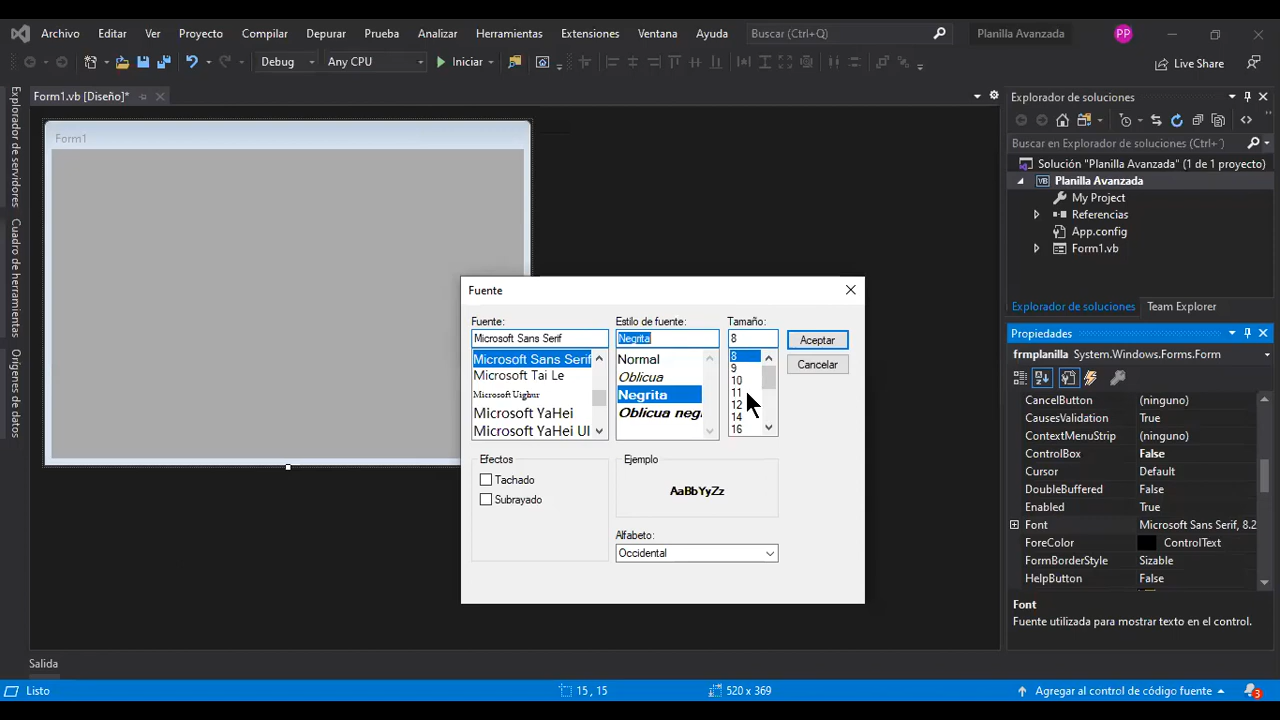 Archivo Editar Ver Proyecto Compilar Depurar Prueba Analizar Herramientas Extensiones Ventana Ayuda Buscar (Ctrl+Q) Planilla Avanzada PP
Debug Any CPU Iniciar Live Share
Form1.vb [Diseño]*
Explorador de servidores
Cuadro de herramientas
Orígenes de datos
Form1
Fuente
Fuente: Estilo de fuente: Tamaño:
Microsoft Sans Serif Negrita 8 Aceptar
Microsoft Sans Serif Normal 8
Cancelar
Microsoft Tai Le Oblicua 9
Microsoft Uighur Negrita 10
Microsoft YaHei Oblicua neg 11
Microsoft YaHei UI 12
14
16
Efectos Ejemplo
Tachado
Subrayado
AaBbYyZz
Alfabeto:
Occidental
Explorador de soluciones
Buscar en Explorador de soluciones (Ctrl+
Solución "Planilla Avanzada" (1 de 1 proyecto)
VB Planilla Avanzada
My Project
Referencias
App.config
Form1.vb
Explorador de soluciones Team Explorer
Propiedades
frmplanilla System.Windows.Forms.Form
CancelButton (ninguno)
CausesValidation True
ContextMenuStrip (ninguno)
ControlBox False
Cursor Default
DoubleBuffered False
Enabled True
Font Microsoft Sans Serif, 8.2
ForeColor ControlText
FormBorderStyle Sizable
HelpButton False
Font
Fuente utilizada para mostrar texto en el control.
Salida
Listo 15 , 15 520 x 369 Agregar al control de código fuente 3